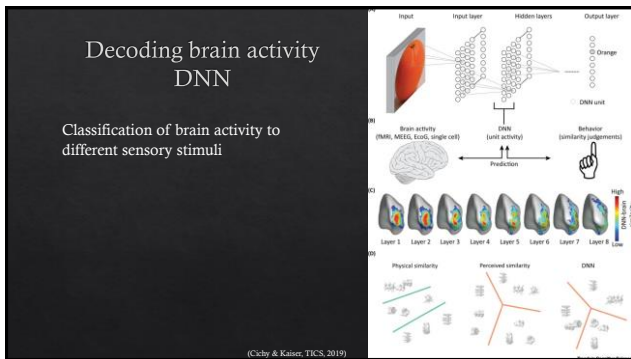 Decoding brain activity
DNN
Classification of brain activity to
different sensory stimuli
(Cichy & Kaiser, TICS, 2019)
Input
Input layer
Hidden layers
Output layer
Orange
DNN unit
(B)
Brain activity
(fMRI, MEEG, EcoG, single cell)
DNN
(unit activity)
Behavior
(similarity judgements)
Prediction
(C)
High
DNN-brain
Low
Layer 1
Layer 2
Layer 3
Layer 4
Layer 5
Layer 6
Layer 7
Layer 8
(D)
Physical similarity
Perceived similarity
DNN